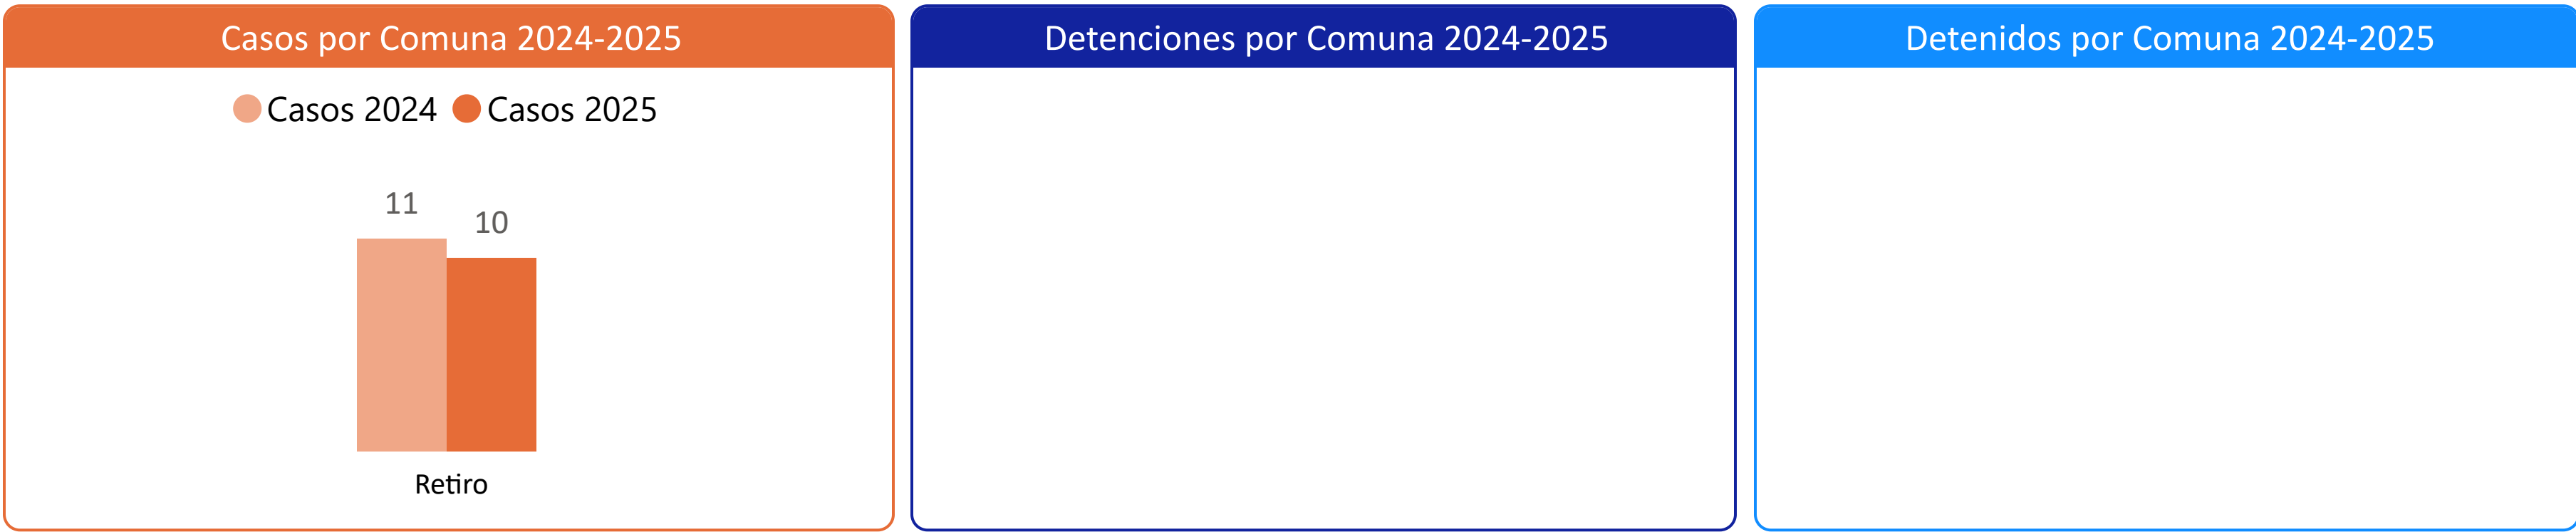 Casos por Comuna 2024-2025
Casos 2024 Casos 2025
11
10
Retiro
Detenciones por Comuna 2024-2025
Detenidos por Comuna 2024-2025